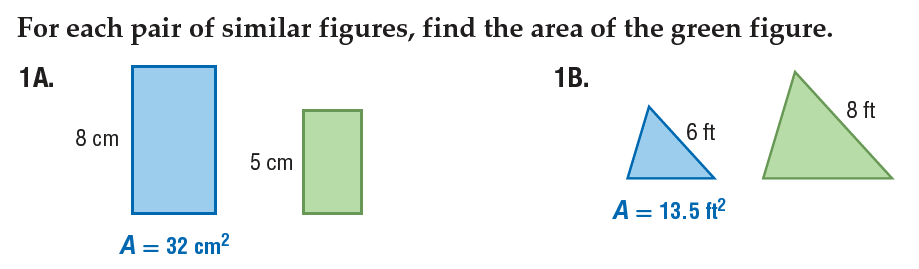 For each pair of similar figures, find the area of the green figure.
1A.
8 cm
5 cm
A = 32 cm²
1B.
6 ft
8 ft
A = 13.5 ft²